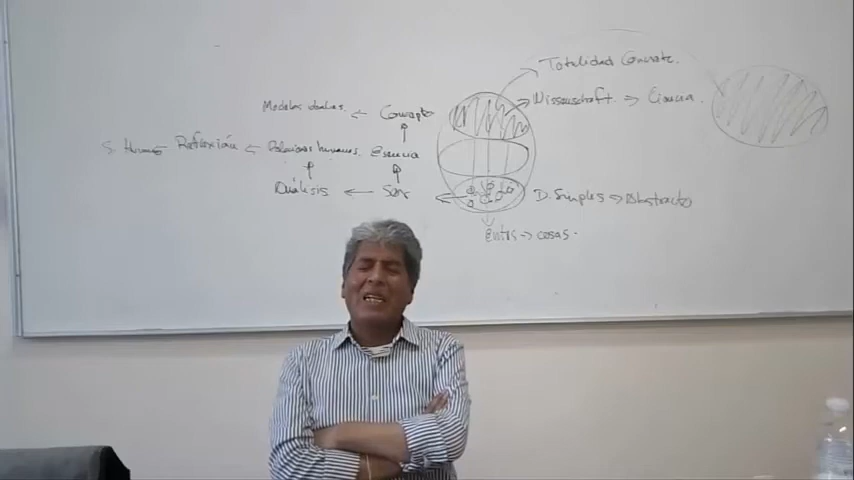 Totalidad Concreta.
Modelos ideales. ← Concepto
Wissenschaft. → Ciencia.
S. Humano Reflexión ← Relaciones humanas. esencia
Análisis ← Ser
D. Simples → Abstracto
entes → cosas.